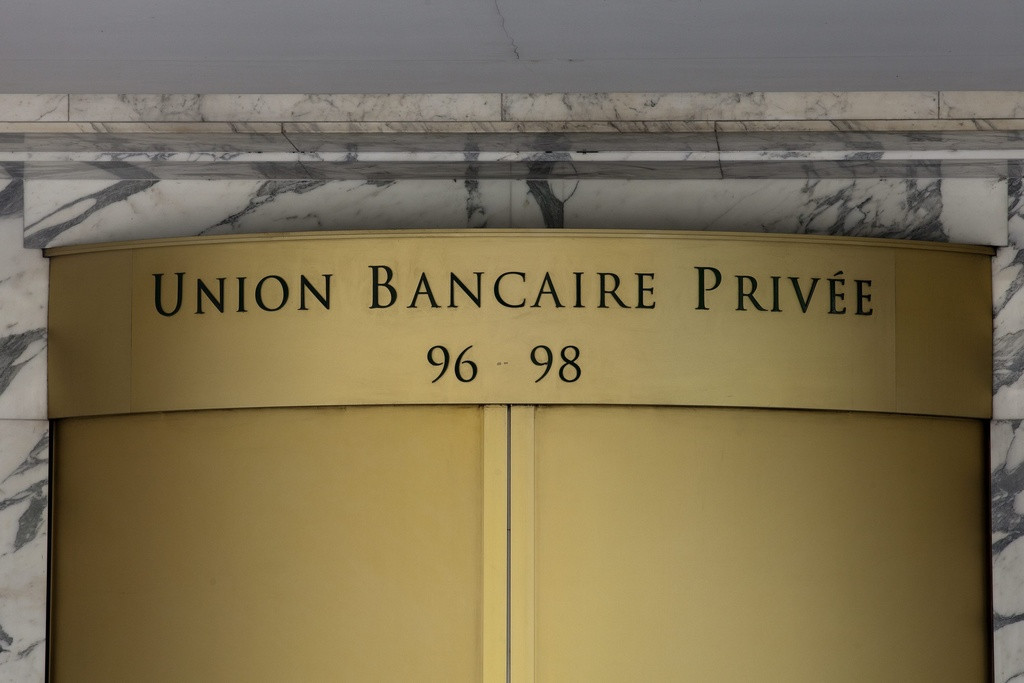 UNION BANCAIRE PRIVÉE
96 - 98